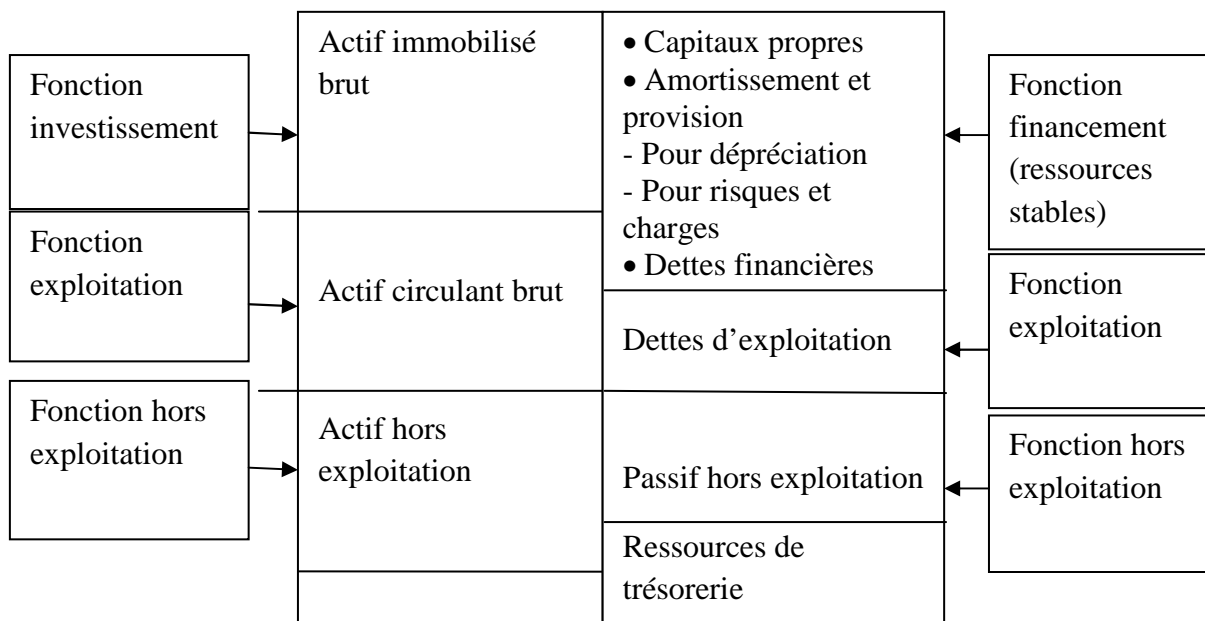 Fonction
investissement
Fonction
exploitation
Fonction hors
exploitation
Actif immobilisé
brut
Actif circulant brut
Actif hors
exploitation
• Capitaux propres
• Amortissement et
provision
- Pour dépréciation
- Pour risques et
charges
• Dettes financières
Dettes d’exploitation
Passif hors exploitation
Ressources de
trésorerie
Fonction
financement
(ressources
stables)
Fonction
exploitation
Fonction hors
exploitation